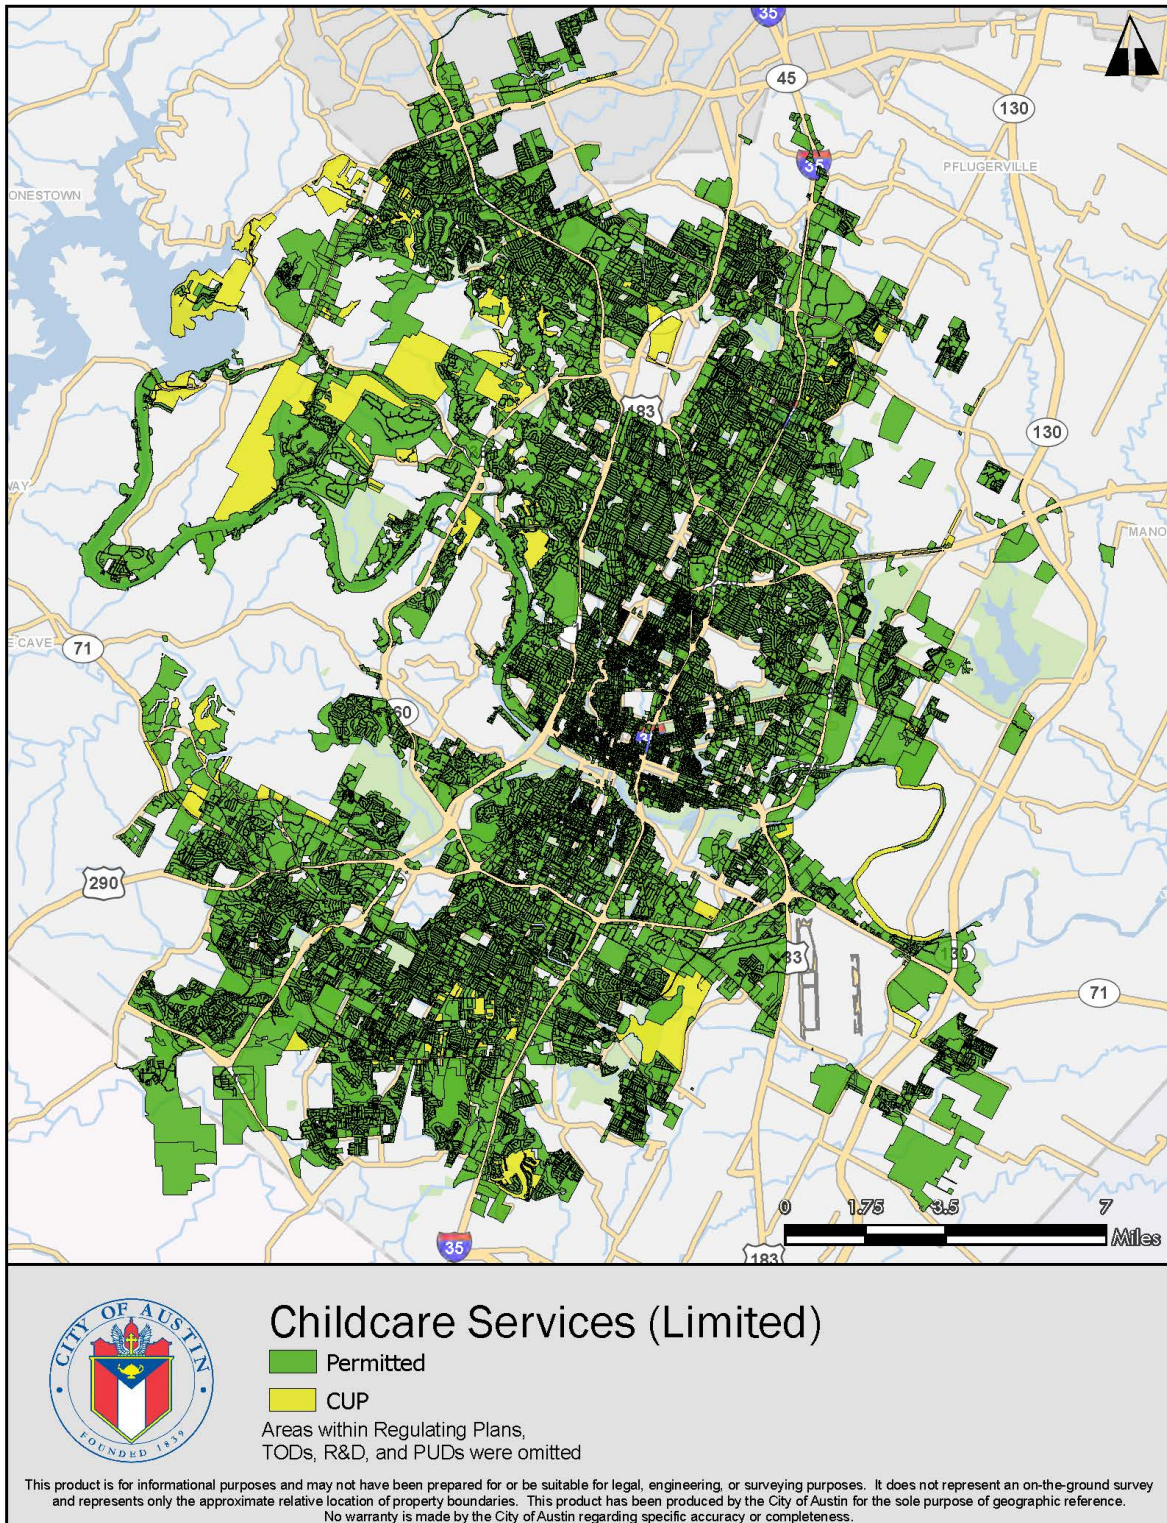 35
45
130
35
PFLUGERVILLE
ONESTOWN
183
130
WAY
MANO
E CAVE
71
290
130
71
0 1.75 3.5 7
Miles
35
183
CITY OF AUSTIN
FOUNDED 1839
Childcare Services (Limited)
Permitted
CUP
Areas within Regulating Plans,
TODs, R&D, and PUDs were omitted
This product is for informational purposes and may not have been prepared for or be suitable for legal, engineering, or surveying purposes. It does not represent an on-the-ground survey
and represents only the approximate relative location of property boundaries. This product has been produced by the City of Austin for the sole purpose of geographic reference.
No warranty is made by the City of Austin regarding specific accuracy or completeness.